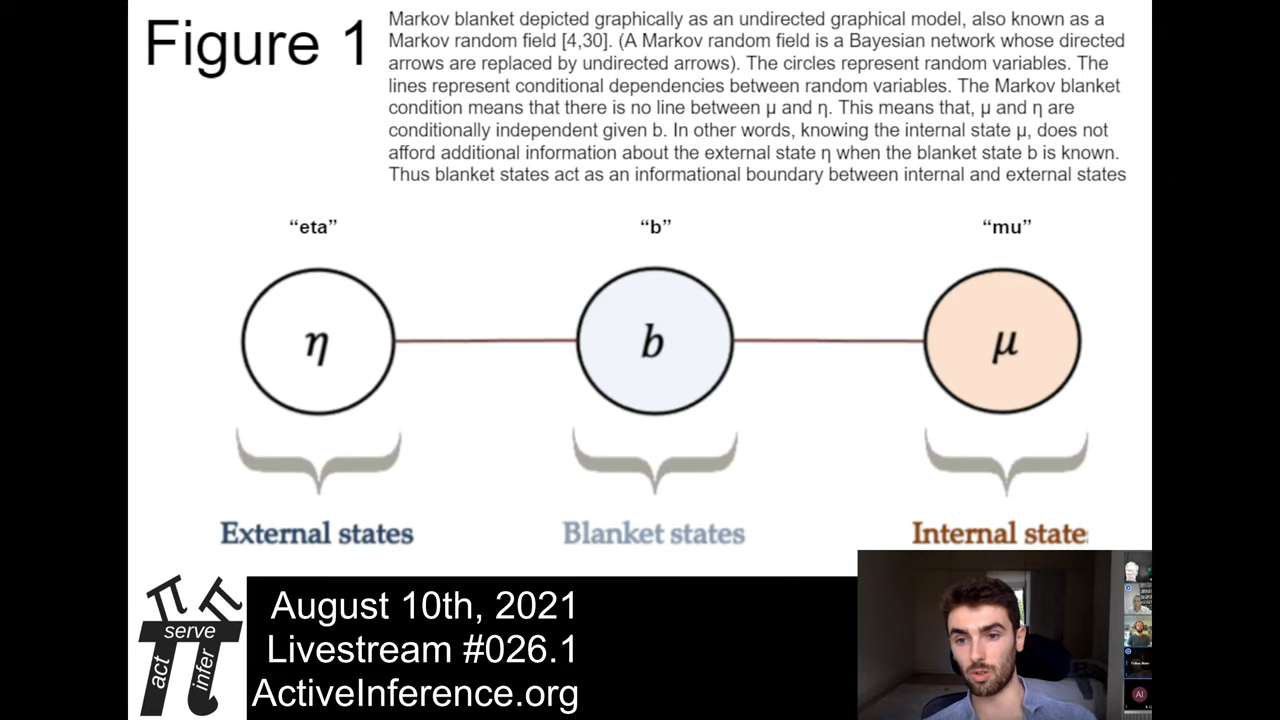 Figure 1
Markov blanket depicted graphically as an undirected graphical model, also known as a
Markov random field [4,30]. (A Markov random field is a Bayesian network whose directed
arrows are replaced by undirected arrows). The circles represent random variables. The
lines represent conditional dependencies between random variables. The Markov blanket
condition means that there is no line between μ and η. This means that, μ and η are
conditionally independent given b. In other words, knowing the internal state μ, does not
afford additional information about the external state η when the blanket state b is known.
Thus blanket states act as an informational boundary between internal and external states
“eta”
“b”
“mu”
η
b
μ
External states
Blanket states
Internal state
π π
serve
act
infer
August 10th, 2021
Livestream #026.1
ActiveInference.org
AI